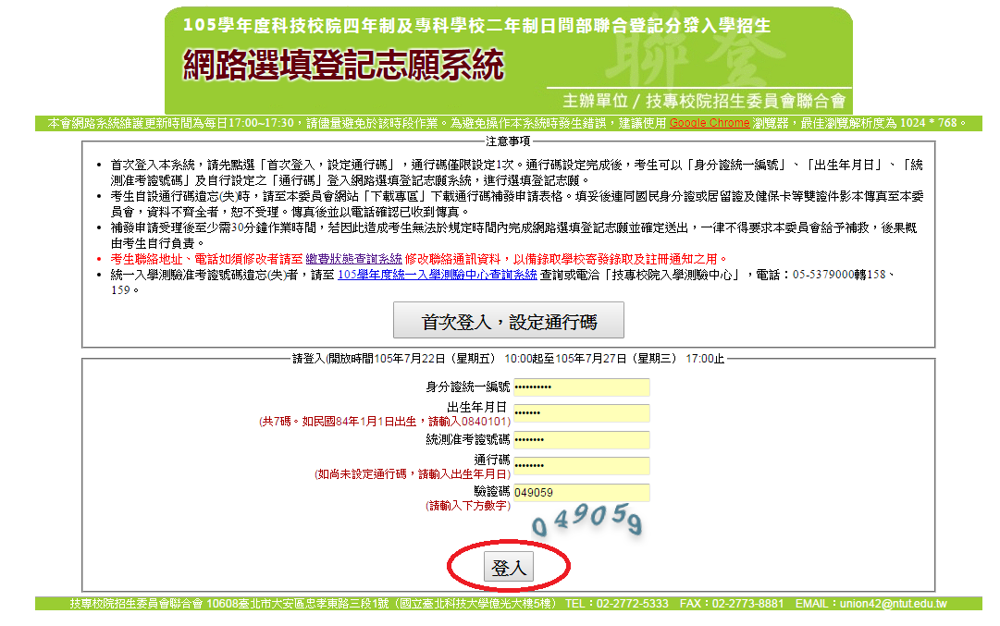 105學年度科技校院四年制及專科學校二年制日間部聯合登記分發入學招生
聯登
網路選填登記志願系統
主辦單位 / 技專校院招生委員會聯合會
本會網路系統維護更新時間為每日17:00~17:30，請儘量避免於該時段作業。為避免操作本系統時發生錯誤，建議使用 Google Chrome 瀏覽器，最佳瀏覽解析度為 1024 * 768。
注意事項
• 首次登入本系統，請先點選「首次登入，設定通行碼」，通行碼僅限設定1次。通行碼設定完成後，考生可以「身分證統一編號」、「出生年月日」、「統
測准考證號碼」及自行設定之「通行碼」登入網路選填登記志願系統，進行選填登記志願。
• 考生自設通行碼遺忘(失)時，請至本委員會網站「下載專區」下載通行碼補發申請表格。填妥後連同國民身分證或居留證及健保卡等雙證件影本傳真至本委
員會，資料不齊全者，恕不受理。傳真後並以電話確認已收到傳真。
• 補發申請受理後至少需30分鐘作業時間，若因此造成考生無法於規定時間內完成網路選填登記志願並確定送出，一律不得要求本委員會給予補救，後果概
由考生自行負責。
• 考生聯絡地址、電話如須修改者請至 繳費狀態查詢系統 修改聯絡通訊資料，以備錄取學校寄發錄取及註冊通知之用。
• 統一入學測驗准考證號碼遺忘(失)者，請至 105學年度統一入學測驗中心查詢系統 查詢或電洽「技專校院入學測驗中心」，電話：05-5379000轉158、
159。
首次登入，設定通行碼
請登入(開放時間105年7月22日（星期五） 10:00起至105年7月27日（星期三） 17:00止
身分證統一編號 ••••••••••
出生年月日 •••••••
(共7碼。如民國84年1月1日出生，請輸入0840101)
統測准考證號碼 ••••••••
通行碼 ••••••••
(如尚未設定通行碼，請輸入出生年月日)
驗證碼 049059
(請輸入下方數字)
049059
登入
技專校院招生委員會聯合會 10608臺北市大安區忠孝東路三段1號（國立臺北科技大學億光大樓5樓） TEL：02-2772-5333 FAX：02-2773-8881 EMAIL：union42@ntut.edu.tw